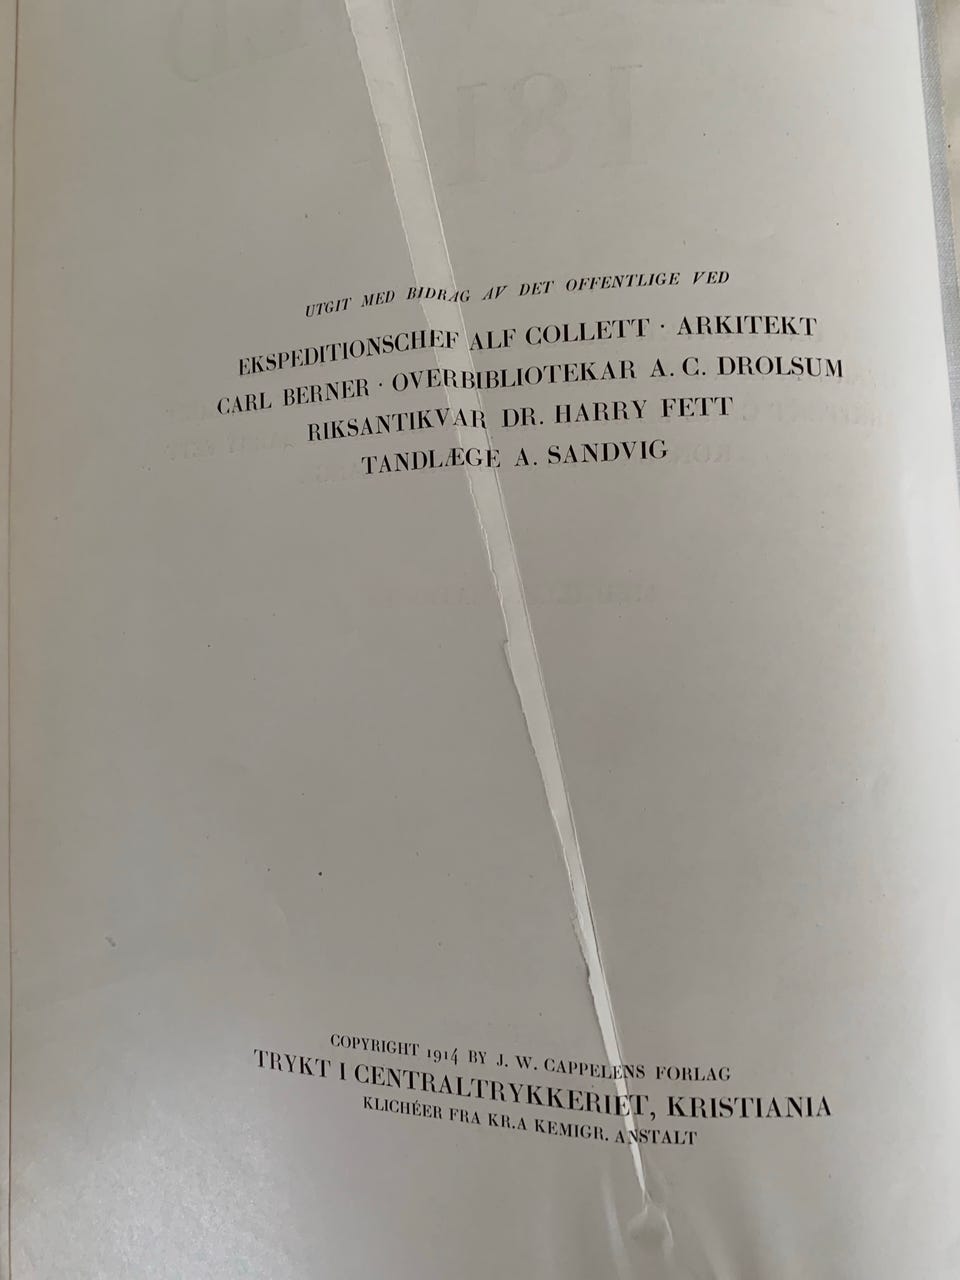 UTGIT MED BIDRAG AV DET OFFENTLIGE VED
EKSPEDITIONSCHEF ALF COLLETT · ARKITEKT
CARL BERNER · OVERBIBLIOTEKAR A. C. DROLSUM
RIKSANTIKVAR DR. HARRY FETT
TANDLÆGE A. SANDVIG
COPYRIGHT 1914 BY J. W. CAPPELENS FORLAG
TRYKT I CENTRALTRYKKERIET, KRISTIANIA
KLICHÉER FRA KR.A KEMIGR. ANSTALT